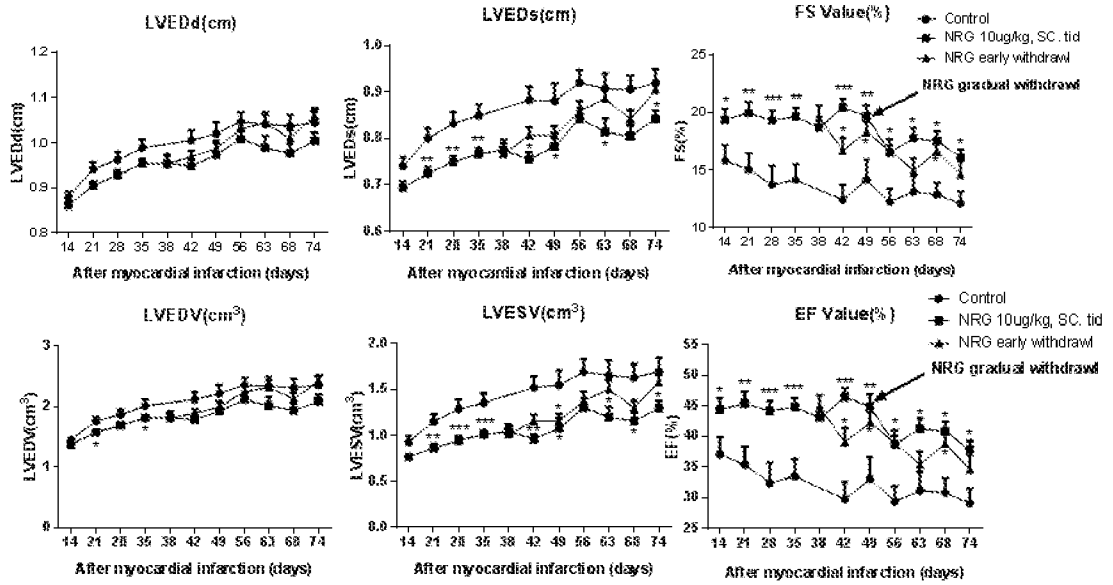 LVEDd(cm)
LVEDd(cm)
1.2
1.1
1.0
0.9
0.8
14 21 28 35 38 42 49 56 63 68 74
After myocardial infarction (days)
LVEDs(cm)
LVEDs(cm)
1.0
0.9
0.8
0.7
0.6
** ** ** * * * *
14 21 28 35 38 42 49 56 63 68 74
After myocardial infarction (days)
FS Value(%)
FS(%)
25
20
15
10
* ** *** ** *** ** * * * * * *
14 21 28 35 38 42 49 56 63 68 74
After myocardial infarction (days)
Control
NRG 10ug/kg, SC. tid
NRG early withdrawl
NRG gradual withdrawl
LVEDV(cm³)
LVEDV(cm³)
3
2
1
0
* *
14 21 28 35 38 42 49 56 63 68 74
After myocardial infarction (days)
LVESV(cm³)
LVESV(cm³)
2.0
1.5
1.0
0.5
0.0
** *** *** ** * * * *
14 21 28 35 38 42 49 56 63 68 74
After myocardial infarction (days)
EF Value(%)
EF(%)
55
50
45
40
35
30
25
* ** *** *** *** ** * * * * * *
14 21 28 35 38 42 49 56 63 68 74
After myocardial infarction (days)
Control
NRG 10ug/kg, SC. tid
NRG early withdrawl
NRG gradual withdrawl